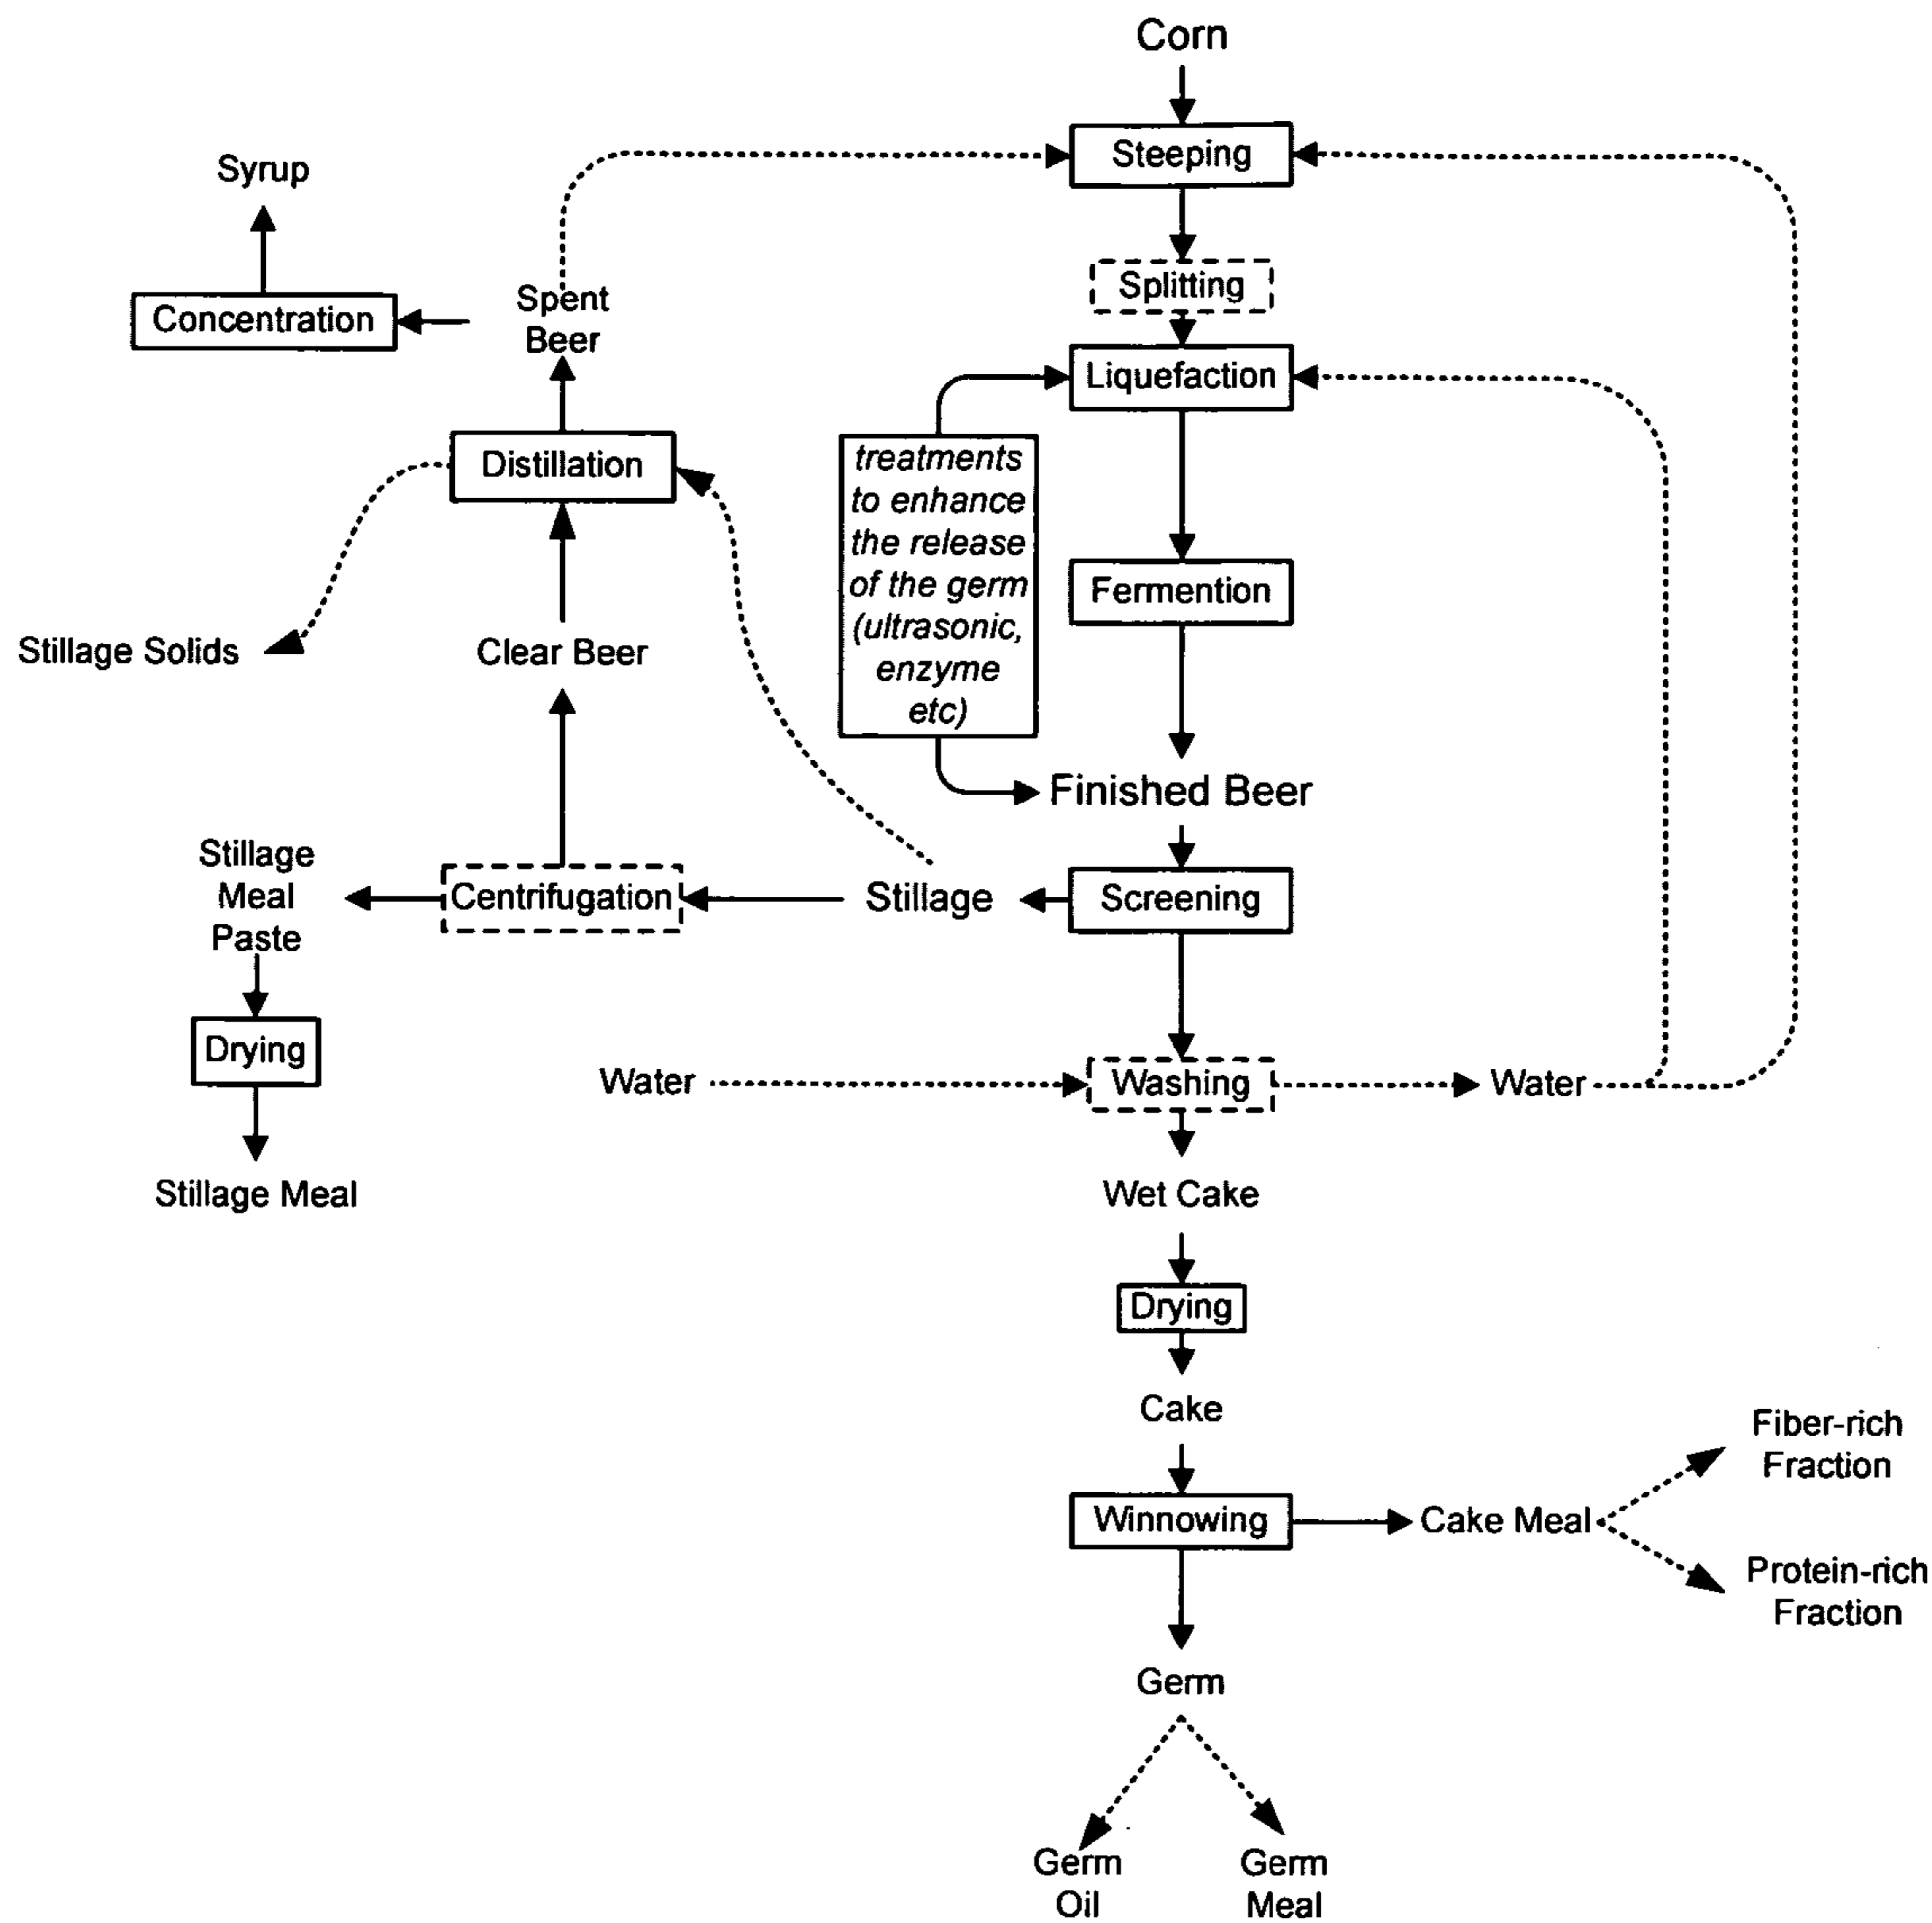 Corn
Steeping
Syrup
Splitting
Spent
Beer
Concentration
Liquefaction
Distillation
treatments
to enhance
the release
of the germ
(ultrasonic,
enzyme
etc)
Fermention
Stillage Solids
Clear Beer
Finished Beer
Stillage
Meal
Paste
Centrifugation
Stillage
Screening
Drying
Water
Washing
Water
Stillage Meal
Wet Cake
Drying
Cake
Fiber-rich
Fraction
Winnowing
Cake Meal
Protein-rich
Fraction
Germ
Germ
Oil
Germ
Meal